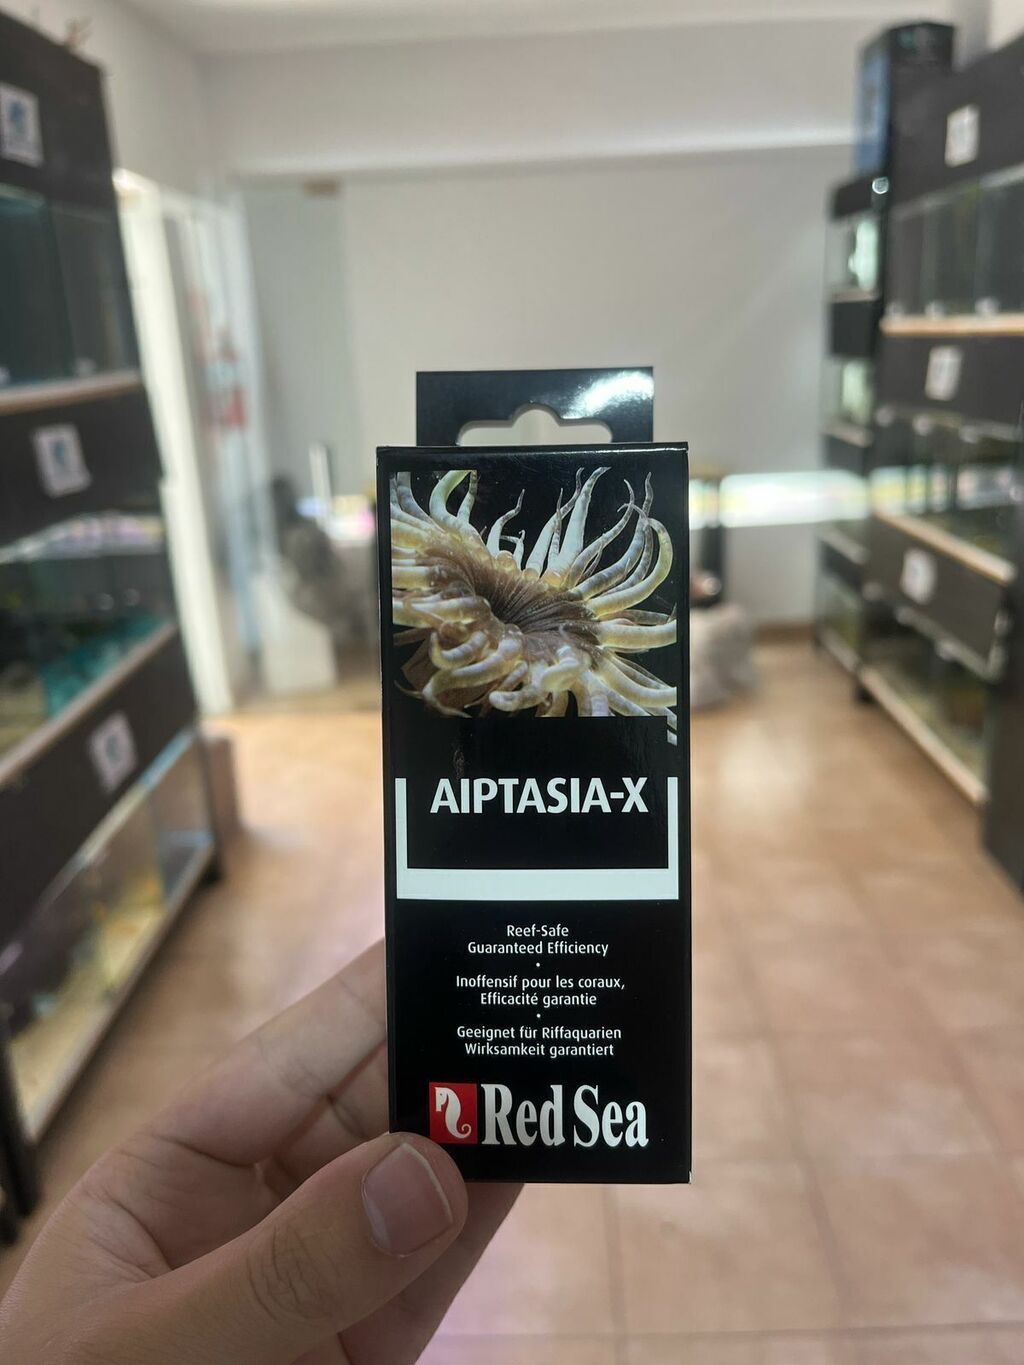 AIPTASIA-X
Reef-Safe
Guaranteed Efficiency
•
Inoffensif pour les coraux,
Efficacité garantie
•
Geeignet für Riffaquarien
Wirksamkeit garantiert
Red Sea